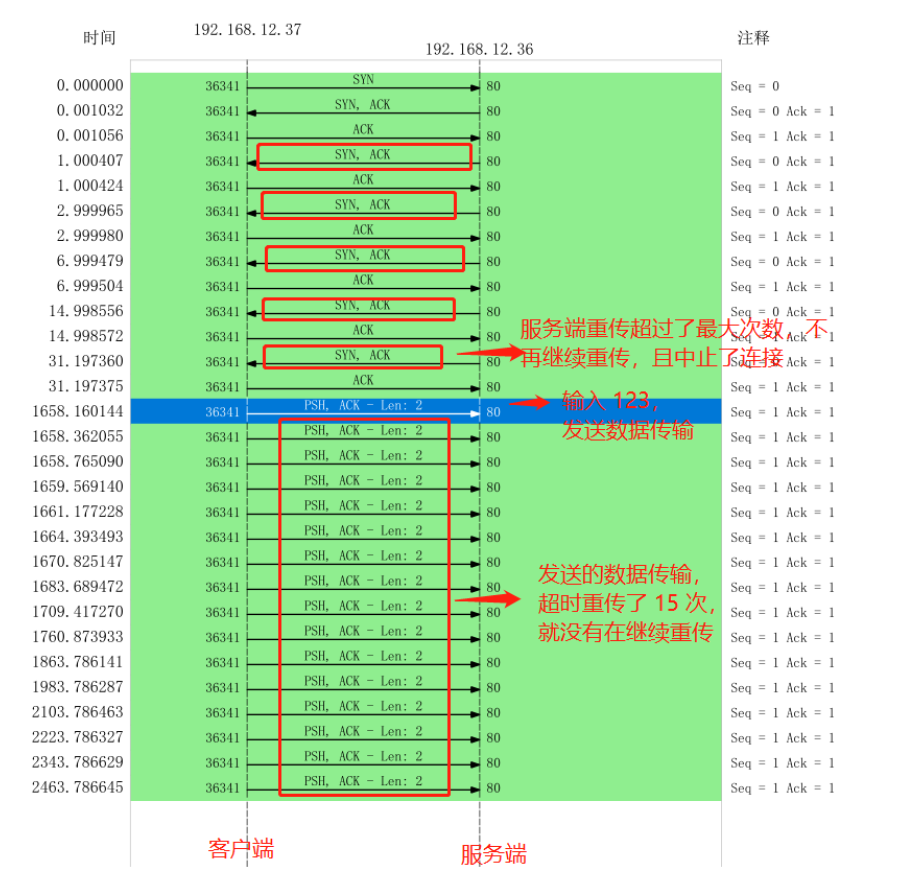 192.168.12.37
时间
注释
192.168.12.36
0.000000 36341 SYN 80 Seq = 0
0.001032 36341 SYN, ACK 80 Seq = 0 Ack = 1
0.001056 36341 ACK 80 Seq = 1 Ack = 1
1.000407 36341 SYN, ACK 80 Seq = 0 Ack = 1
1.000424 36341 ACK 80 Seq = 1 Ack = 1
2.999965 36341 SYN, ACK 80 Seq = 0 Ack = 1
2.999980 36341 ACK 80 Seq = 1 Ack = 1
6.999479 36341 SYN, ACK 80 Seq = 0 Ack = 1
6.999504 36341 ACK 80 Seq = 1 Ack = 1
14.998556 36341 SYN, ACK 80 Seq = 0 Ack = 1
14.998572 36341 ACK 80 Seq = 1 Ack = 1
31.197360 36341 SYN, ACK 80 Seq = 0 Ack = 1
31.197375 36341 ACK 80 Seq = 1 Ack = 1
服务端重传超过了最大次数，不
再继续重传，且中止了连接
1658.160144 36341 PSH, ACK - Len: 2 80 Seq = 1 Ack = 1
输入 123，
发送数据传输
1658.362055 36341 PSH, ACK - Len: 2 80 Seq = 1 Ack = 1
1658.765090 36341 PSH, ACK - Len: 2 80 Seq = 1 Ack = 1
1659.569140 36341 PSH, ACK - Len: 2 80 Seq = 1 Ack = 1
1661.177228 36341 PSH, ACK - Len: 2 80 Seq = 1 Ack = 1
1664.393493 36341 PSH, ACK - Len: 2 80 Seq = 1 Ack = 1
1670.825147 36341 PSH, ACK - Len: 2 80 Seq = 1 Ack = 1
1683.689472 36341 PSH, ACK - Len: 2 80 Seq = 1 Ack = 1
1709.417270 36341 PSH, ACK - Len: 2 80 Seq = 1 Ack = 1
1760.873933 36341 PSH, ACK - Len: 2 80 Seq = 1 Ack = 1
1863.786141 36341 PSH, ACK - Len: 2 80 Seq = 1 Ack = 1
1983.786287 36341 PSH, ACK - Len: 2 80 Seq = 1 Ack = 1
2103.786463 36341 PSH, ACK - Len: 2 80 Seq = 1 Ack = 1
2223.786327 36341 PSH, ACK - Len: 2 80 Seq = 1 Ack = 1
2343.786629 36341 PSH, ACK - Len: 2 80 Seq = 1 Ack = 1
2463.786645 36341 PSH, ACK - Len: 2 80 Seq = 1 Ack = 1
发送的数据传输，
超时重传了 15 次，
就没有在继续重传
客户端
服务端